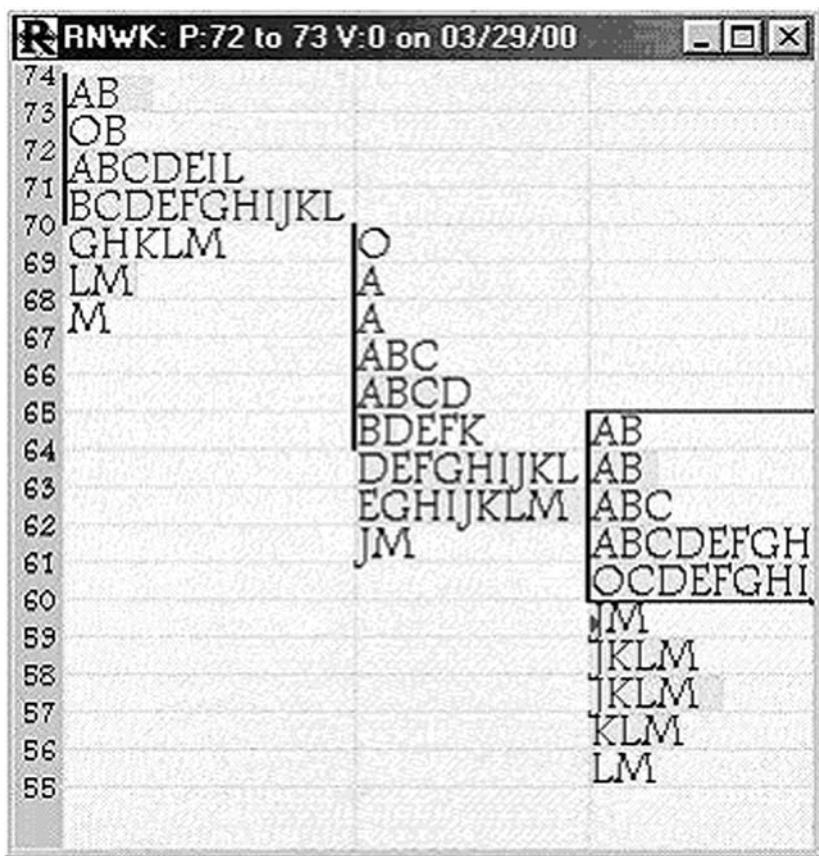 R RNWK: P:72 to 73 V:0 on 03/29/00
74
AB
73
OB
72
ABCDEIL
71
BCDEFGHIJKL
70
GHKLM O
69
LM A
68
M A
67
ABC
66
ABCD
65
BDEFK AB
64
DEFGHIJKL AB
63
EGHIJKLM ABC
62
JM ABCDEFGH
61
OCDEFGHI
60
JM
59
JKLM
58
JKLM
57
KLM
56
LM
55